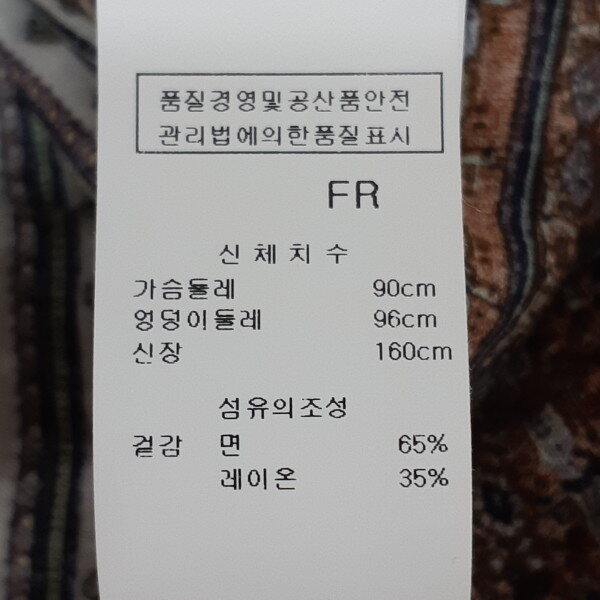 품질경영및공산품안전
관리법에의한품질표시
FR
신체치수
가슴둘레 90cm
엉덩이둘레 96cm
신장 160cm
섬유의조성
겉감 면 65%
레이온 35%